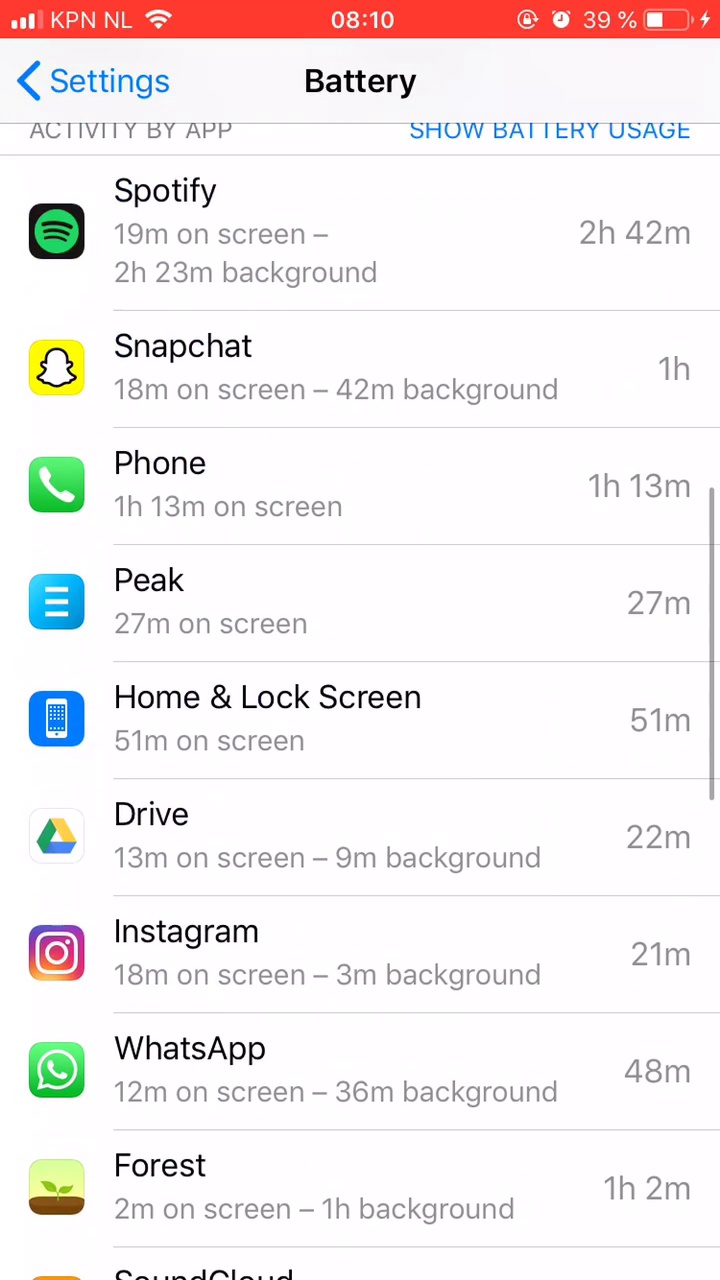 KPN NL 08:10 39 %
Settings Battery
ACTIVITY BY APP SHOW BATTERY USAGE
Spotify
19m on screen – 2h 42m
2h 23m background
Snapchat
18m on screen – 42m background 1h
Phone
1h 13m on screen 1h 13m
Peak
27m on screen 27m
Home & Lock Screen
51m on screen 51m
Drive
13m on screen – 9m background 22m
Instagram
18m on screen – 3m background 21m
WhatsApp
12m on screen – 36m background 48m
Forest
2m on screen – 1h background 1h 2m
SoundCloud